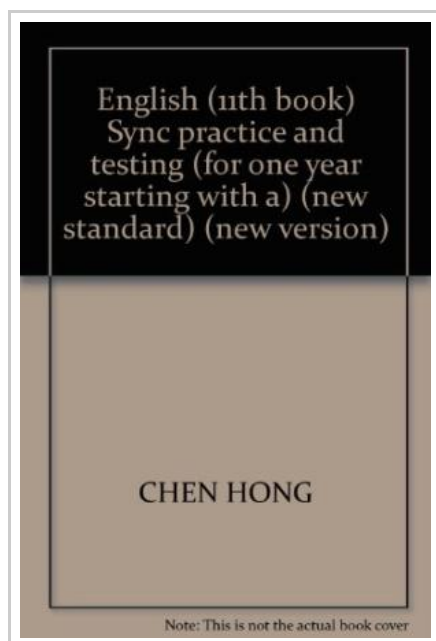 English (11th book)
Sync practice and
testing (for one year
starting with a) (new
standard) (new version)
CHEN HONG
Note: This is not the actual book cover